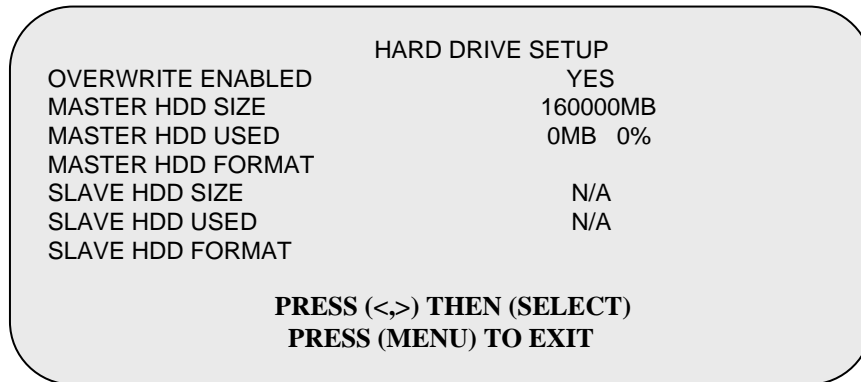 HARD DRIVE SETUP
OVERWRITE ENABLED YES
MASTER HDD SIZE 160000MB
MASTER HDD USED 0MB 0%
MASTER HDD FORMAT
SLAVE HDD SIZE N/A
SLAVE HDD USED N/A
SLAVE HDD FORMAT
PRESS (<,>) THEN (SELECT)
PRESS (MENU) TO EXIT